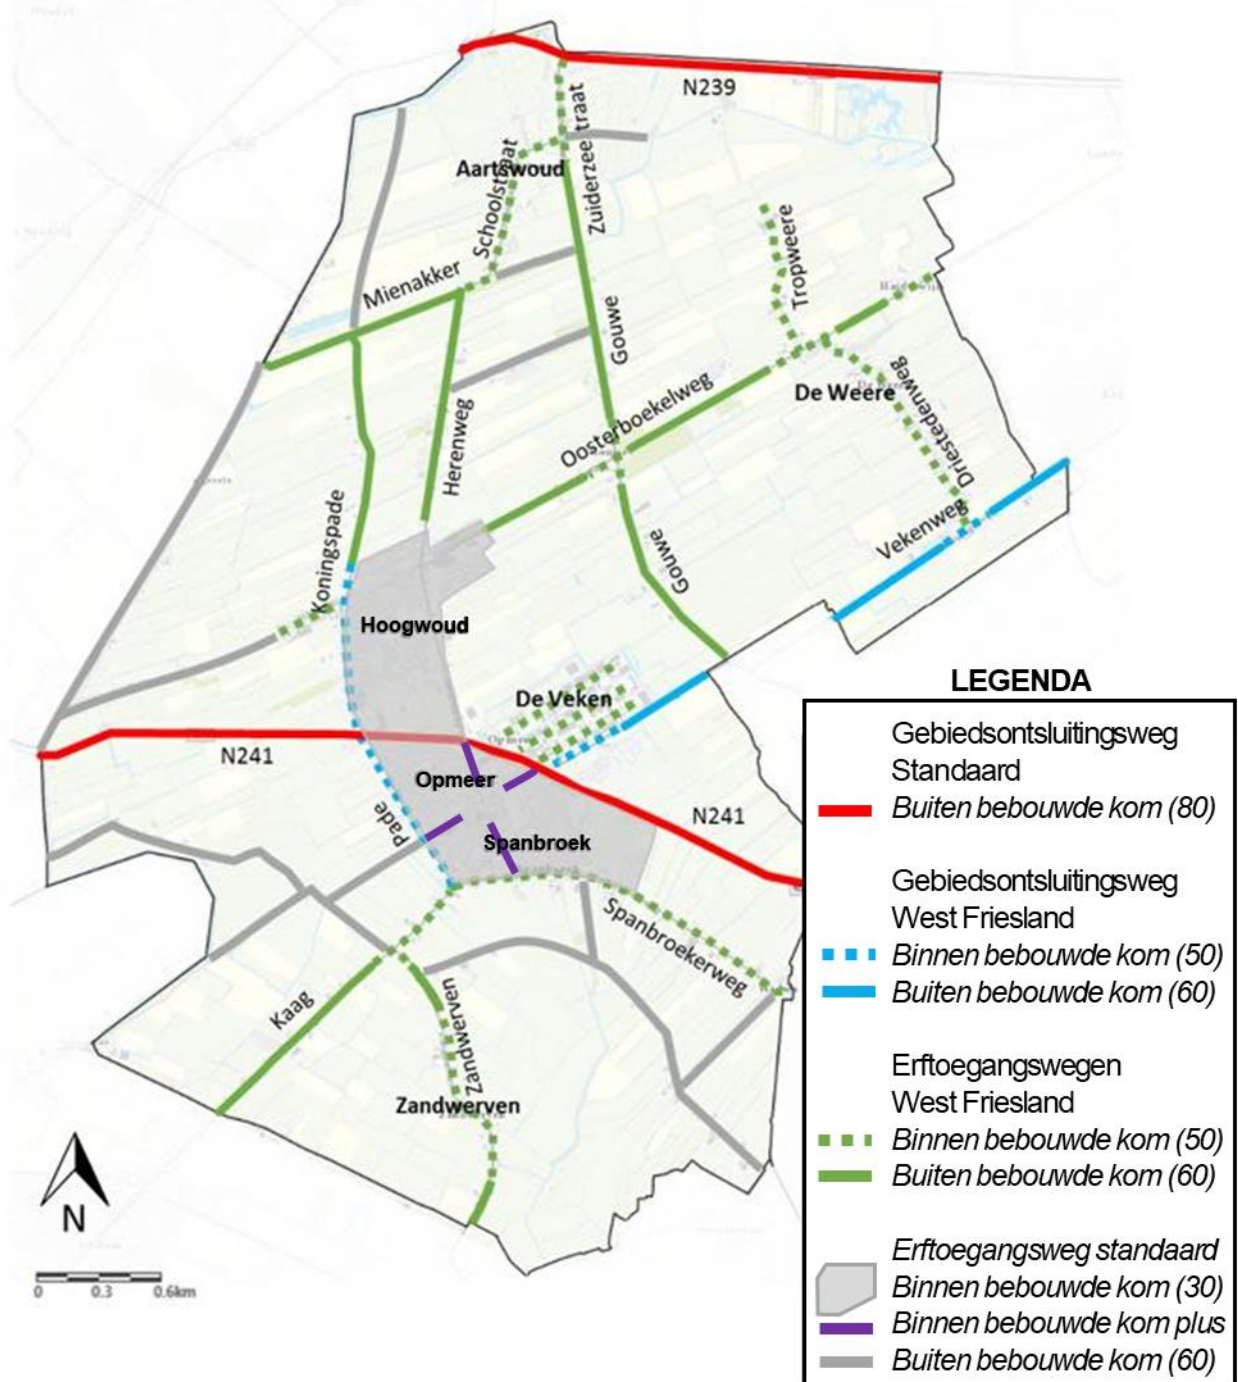 N239
Zuiderzee traat
Schoolstraat
Aartswoud
Tropweere
Mienakker
Gouwe
De Weere
Driestedenweg
Oosterboekelweg
Herenweg
Koningspade
Vekenweg
Gouwe
Hoogwoud
De Veken
N241
Opmeer
N241
Pade
Spanbroek
Spanbroekerweg
Kaag
Zandwerven
Zandwerven
N
0 0.3 0.6km
LEGENDA
Gebiedsontsluitingsweg
Standaard
Buiten bebouwde kom (80)
Gebiedsontsluitingsweg
West Friesland
Binnen bebouwde kom (50)
Buiten bebouwde kom (60)
Erftoegangswegen
West Friesland
Binnen bebouwde kom (50)
Buiten bebouwde kom (60)
Erftoegangsweg standaard
Binnen bebouwde kom (30)
Binnen bebouwde kom plus
Buiten bebouwde kom (60)